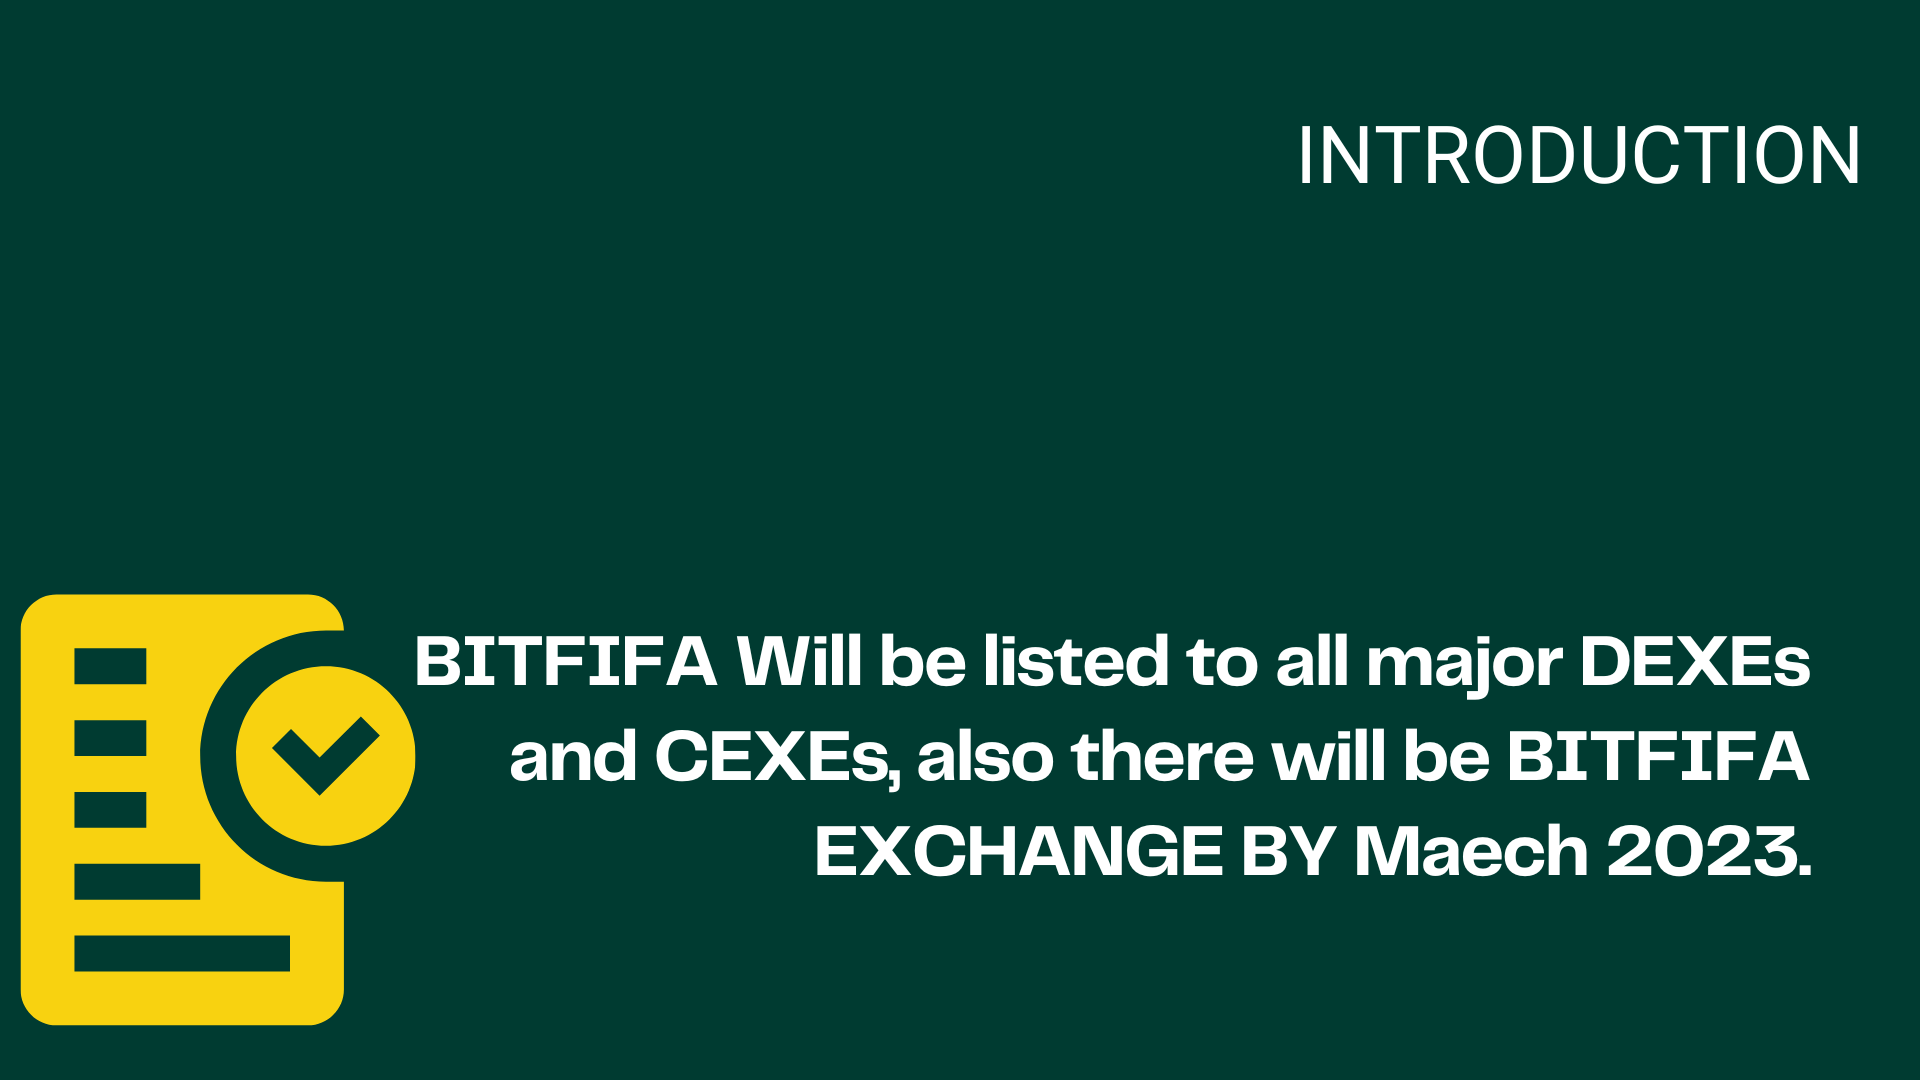 INTRODUCTION
BITFIFA Will be listed to all major DEXEs
and CEXEs, also there will be BITFIFA
EXCHANGE BY Maech 2023.